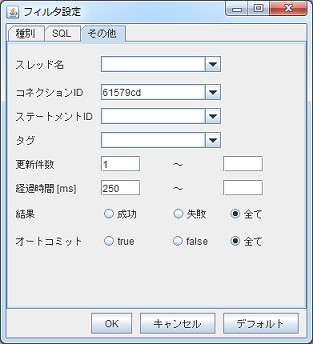 フィルタ設定
種別 SQL その他
スレッド名
コネクションID 61579cd
ステートメントID
タグ
更新件数 1 ～
経過時間 [ms] 250 ～
結果 成功 失敗 全て
オートコミット true false 全て
OK キャンセル デフォルト